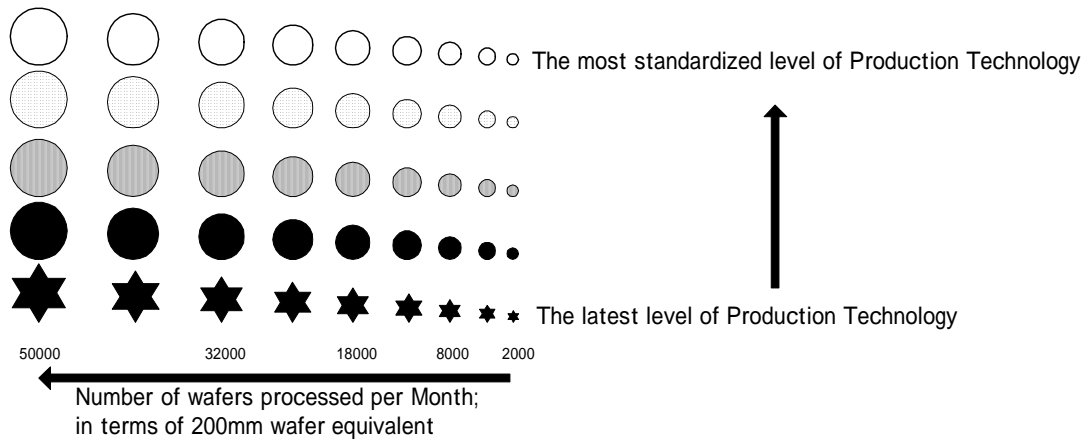 The most standardized level of Production Technology
The latest level of Production Technology
50000 32000 18000 8000 2000
Number of wafers processed per Month;
in terms of 200mm wafer equivalent